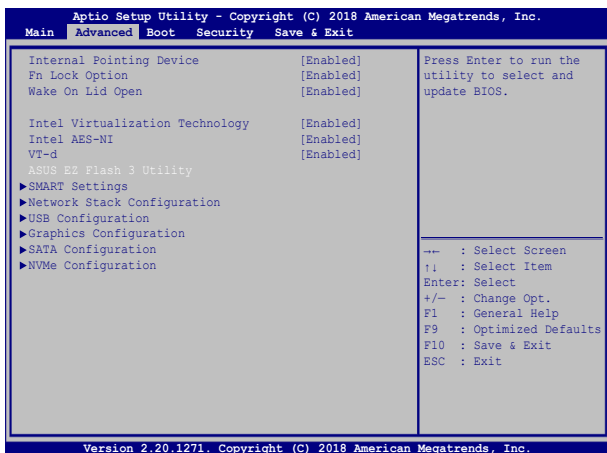 Aptio Setup Utility - Copyright (C) 2018 American Megatrends, Inc.
Main Advanced Boot Security Save & Exit
Internal Pointing Device [Enabled]
Fn Lock Option [Enabled]
Wake On Lid Open [Enabled]
Intel Virtualization Technology [Enabled]
Intel AES-NI [Enabled]
VT-d [Enabled]
ASUS EZ Flash 3 Utility
▶SMART Settings
▶Network Stack Configuration
▶USB Configuration
▶Graphics Configuration
▶SATA Configuration
▶NVMe Configuration
Press Enter to run the
utility to select and
update BIOS.
→← : Select Screen
↑↓ : Select Item
Enter: Select
+/— : Change Opt.
F1 : General Help
F9 : Optimized Defaults
F10 : Save & Exit
ESC : Exit
Version 2.20.1271. Copyright (C) 2018 American Megatrends, Inc.